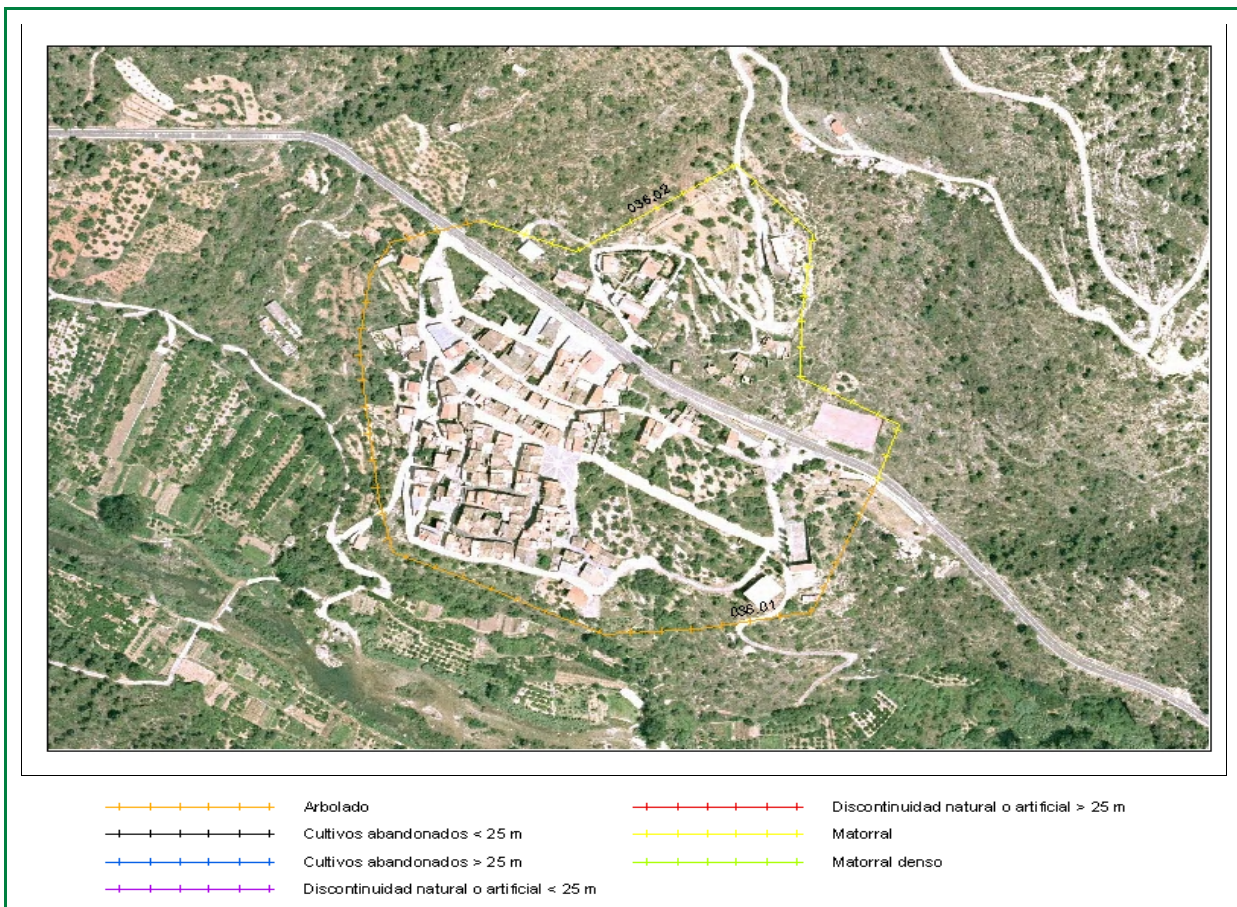 036.02
036.01
Arbolado
Cultivos abandonados < 25 m
Cultivos abandonados > 25 m
Discontinuidad natural o artificial < 25 m
Discontinuidad natural o artificial > 25 m
Matorral
Matorral denso